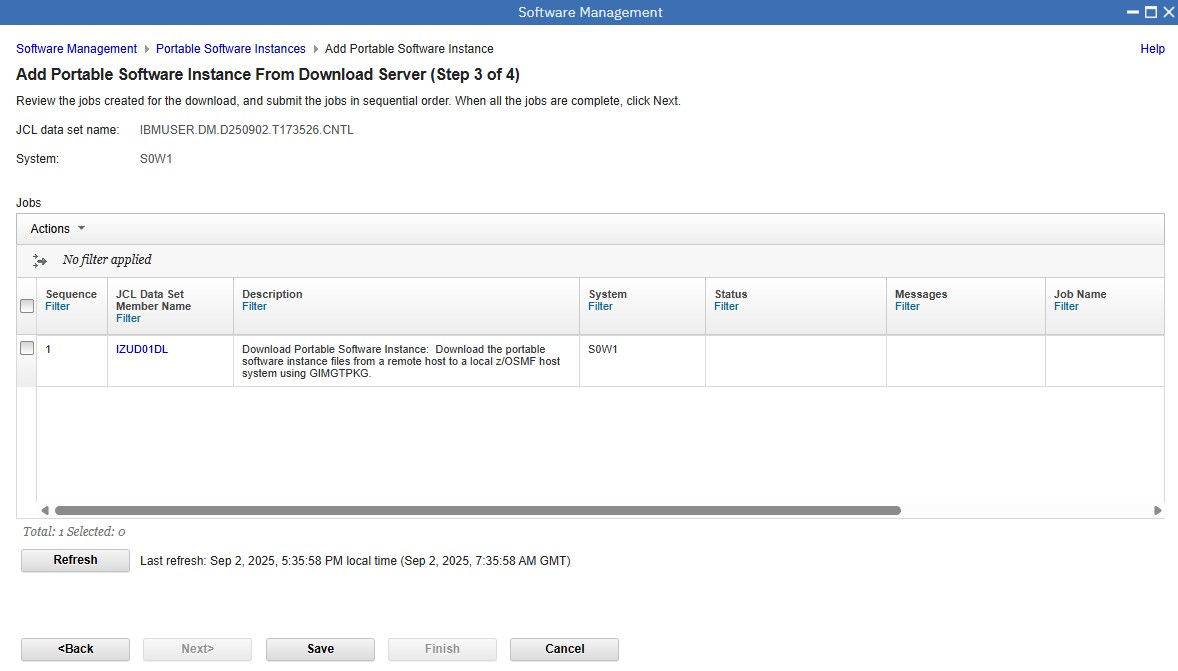 Software Management
Software Management Portable Software Instances Add Portable Software Instance Help
Add Portable Software Instance From Download Server (Step 3 of 4)
Review the jobs created for the download, and submit the jobs in sequential order. When all the jobs are complete, click Next.
JCL data set name: IBMUSER.DM.D250902.T173526.CNTL
System: S0W1
Jobs
Actions
No filter applied
Sequence
Filter
JCL Data Set
Member Name
Filter
Description
Filter
System
Filter
Status
Filter
Messages
Filter
Job Name
Filter
1
IZUD01DL
Download Portable Software Instance: Download the portable
software instance files from a remote host to a local z/OSMF host
system using GIMGTPKG.
S0W1
Total: 1 Selected: 0
Refresh Last refresh: Sep 2, 2025, 5:35:58 PM local time (Sep 2, 2025, 7:35:58 AM GMT)
<Back Next> Save Finish Cancel